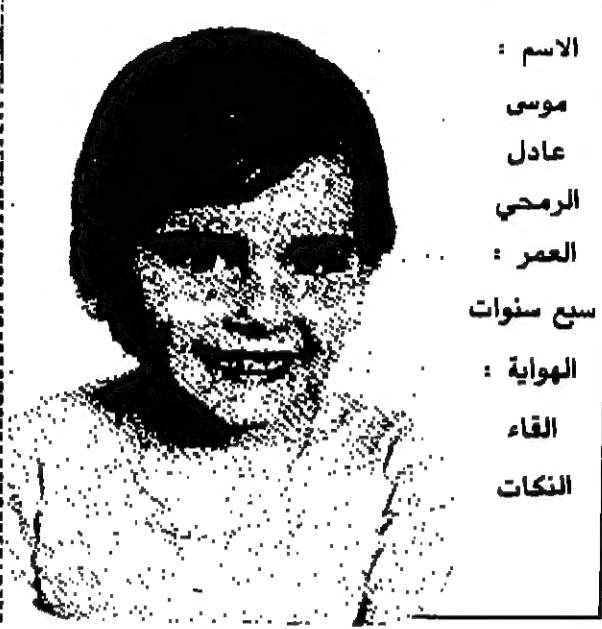 الاسم :
موسى
عادل
الرمحي
العمر :
سبع سنوات
الهواية :
القاء
النكات